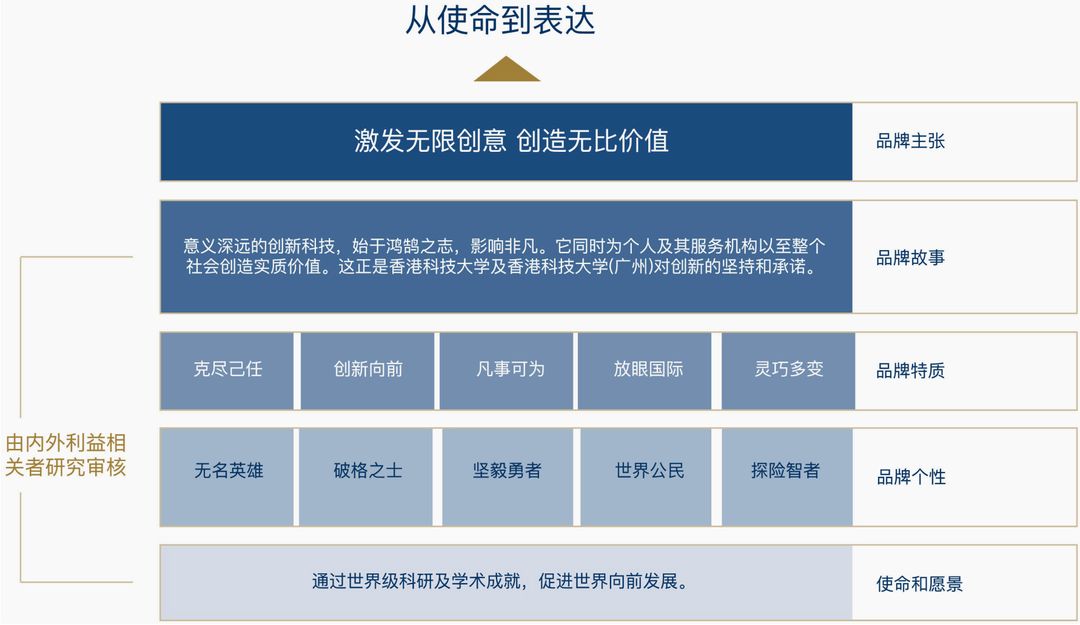 从使命到表达
激发无限创意 创造无比价值
品牌主张
意义深远的创新科技，始于鸿鹄之志，影响非凡。它同时为个人及其服务机构以至整个
社会创造实质价值。这正是香港科技大学及香港科技大学(广州)对创新的坚持和承诺。
品牌故事
克尽己任
创新向前
凡事可为
放眼国际
灵巧多变
品牌特质
由内外利益相
关者研究审核
无名英雄
破格之士
坚毅勇者
世界公民
探险智者
品牌个性
通过世界级科研及学术成就，促进世界向前发展。
使命和愿景